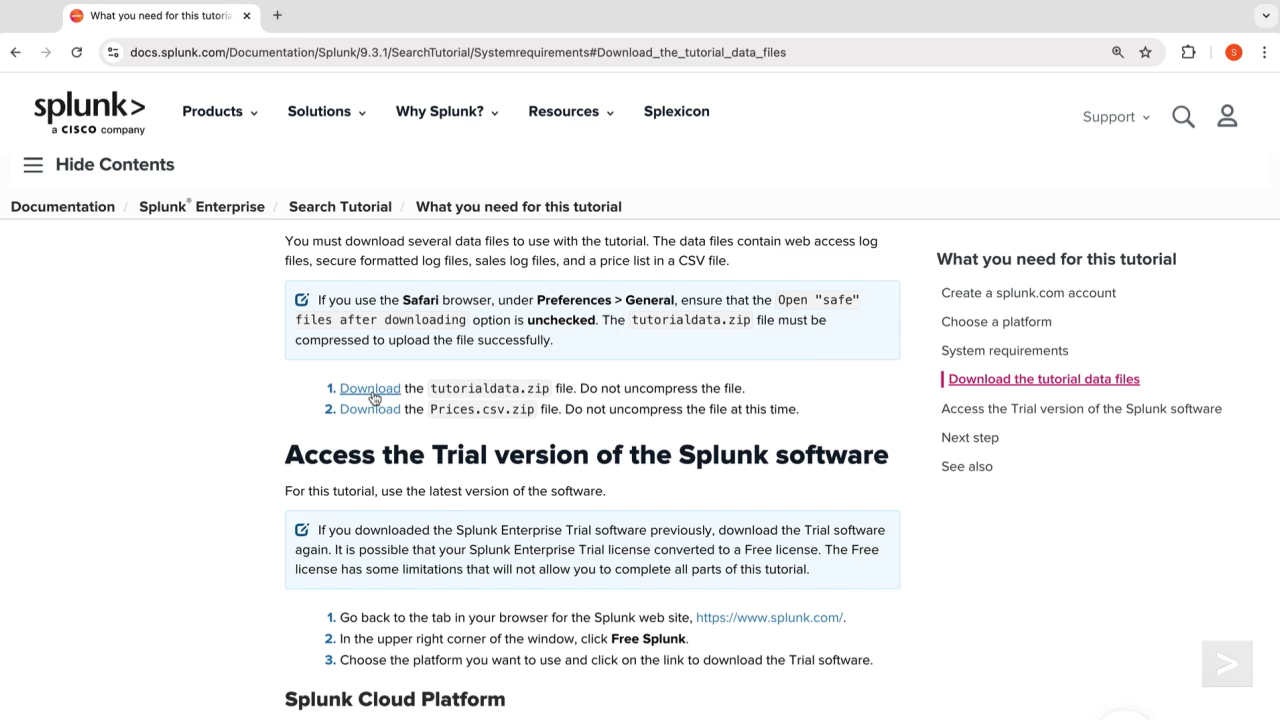 What you need for this tutoria
docs.splunk.com/Documentation/Splunk/9.3.1/SearchTutorial/Systemrequirements#Download_the_tutorial_data_files
S
splunk>
a CISCO company
Products
Solutions
Why Splunk?
Resources
Splexicon
Support
Hide Contents
Documentation / Splunk® Enterprise / Search Tutorial / What you need for this tutorial
You must download several data files to use with the tutorial. The data files contain web access log
files, secure formatted log files, sales log files, and a price list in a CSV file.
If you use the Safari browser, under Preferences > General, ensure that the Open "safe"
files after downloading option is unchecked. The tutorialdata.zip file must be
compressed to upload the file successfully.
1. Download the tutorialdata.zip file. Do not uncompress the file.
2. Download the Prices.csv.zip file. Do not uncompress the file at this time.
Access the Trial version of the Splunk software
For this tutorial, use the latest version of the software.
If you downloaded the Splunk Enterprise Trial software previously, download the Trial software
again. It is possible that your Splunk Enterprise Trial license converted to a Free license. The Free
license has some limitations that will not allow you to complete all parts of this tutorial.
1. Go back to the tab in your browser for the Splunk web site, https://www.splunk.com/.
2. In the upper right corner of the window, click Free Splunk.
3. Choose the platform you want to use and click on the link to download the Trial software.
Splunk Cloud Platform
What you need for this tutorial
Create a splunk.com account
Choose a platform
System requirements
Download the tutorial data files
Access the Trial version of the Splunk software
Next step
See also
>